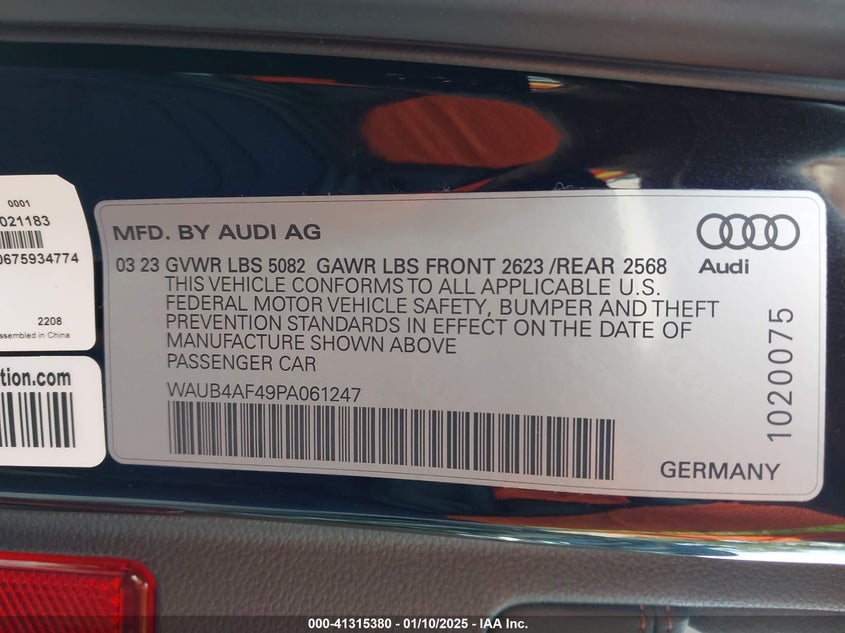 0001
021183
0675934774
2208
ssembled in China
tion.com
MFD. BY AUDI AG
03 23 GVWR LBS 5082 GAWR LBS FRONT 2623 /REAR 2568
THIS VEHICLE CONFORMS TO ALL APPLICABLE U.S.
FEDERAL MOTOR VEHICLE SAFETY, BUMPER AND THEFT
PREVENTION STANDARDS IN EFFECT ON THE DATE OF
MANUFACTURE SHOWN ABOVE
PASSENGER CAR
WAUB4AF49PA061247
Audi
1020075
GERMANY
000-41315380 - 01/10/2025 - IAA Inc.